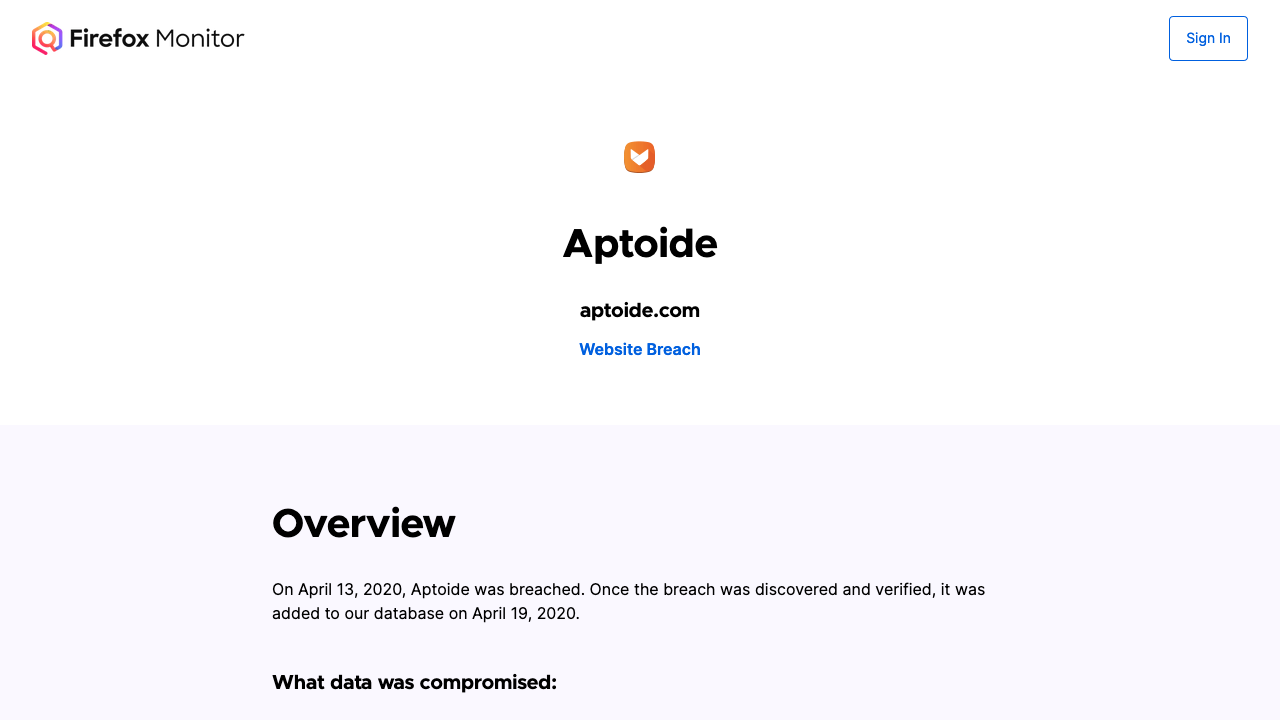 Firefox Monitor
Sign In
Aptoide
aptoide.com
Website Breach
Overview
On April 13, 2020, Aptoide was breached. Once the breach was discovered and verified, it was
added to our database on April 19, 2020.
What data was compromised: